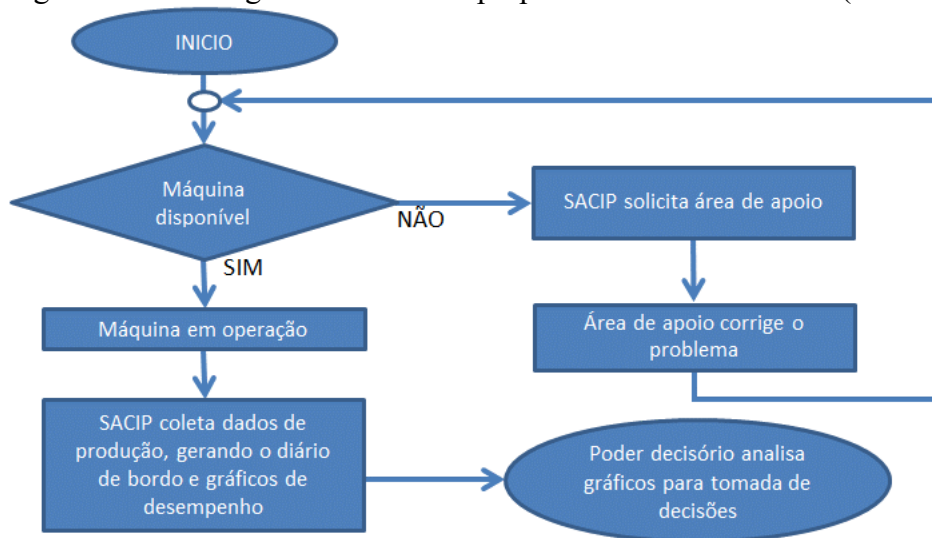 INICIO
Máquina
disponível
NÃO
SACIP solicita área de apoio
SIM
Máquina em operação
Área de apoio corrige o
problema
SACIP coleta dados de
produção, gerando o diário
de bordo e gráficos de
desempenho
Poder decisório analisa
gráficos para tomada de
decisões